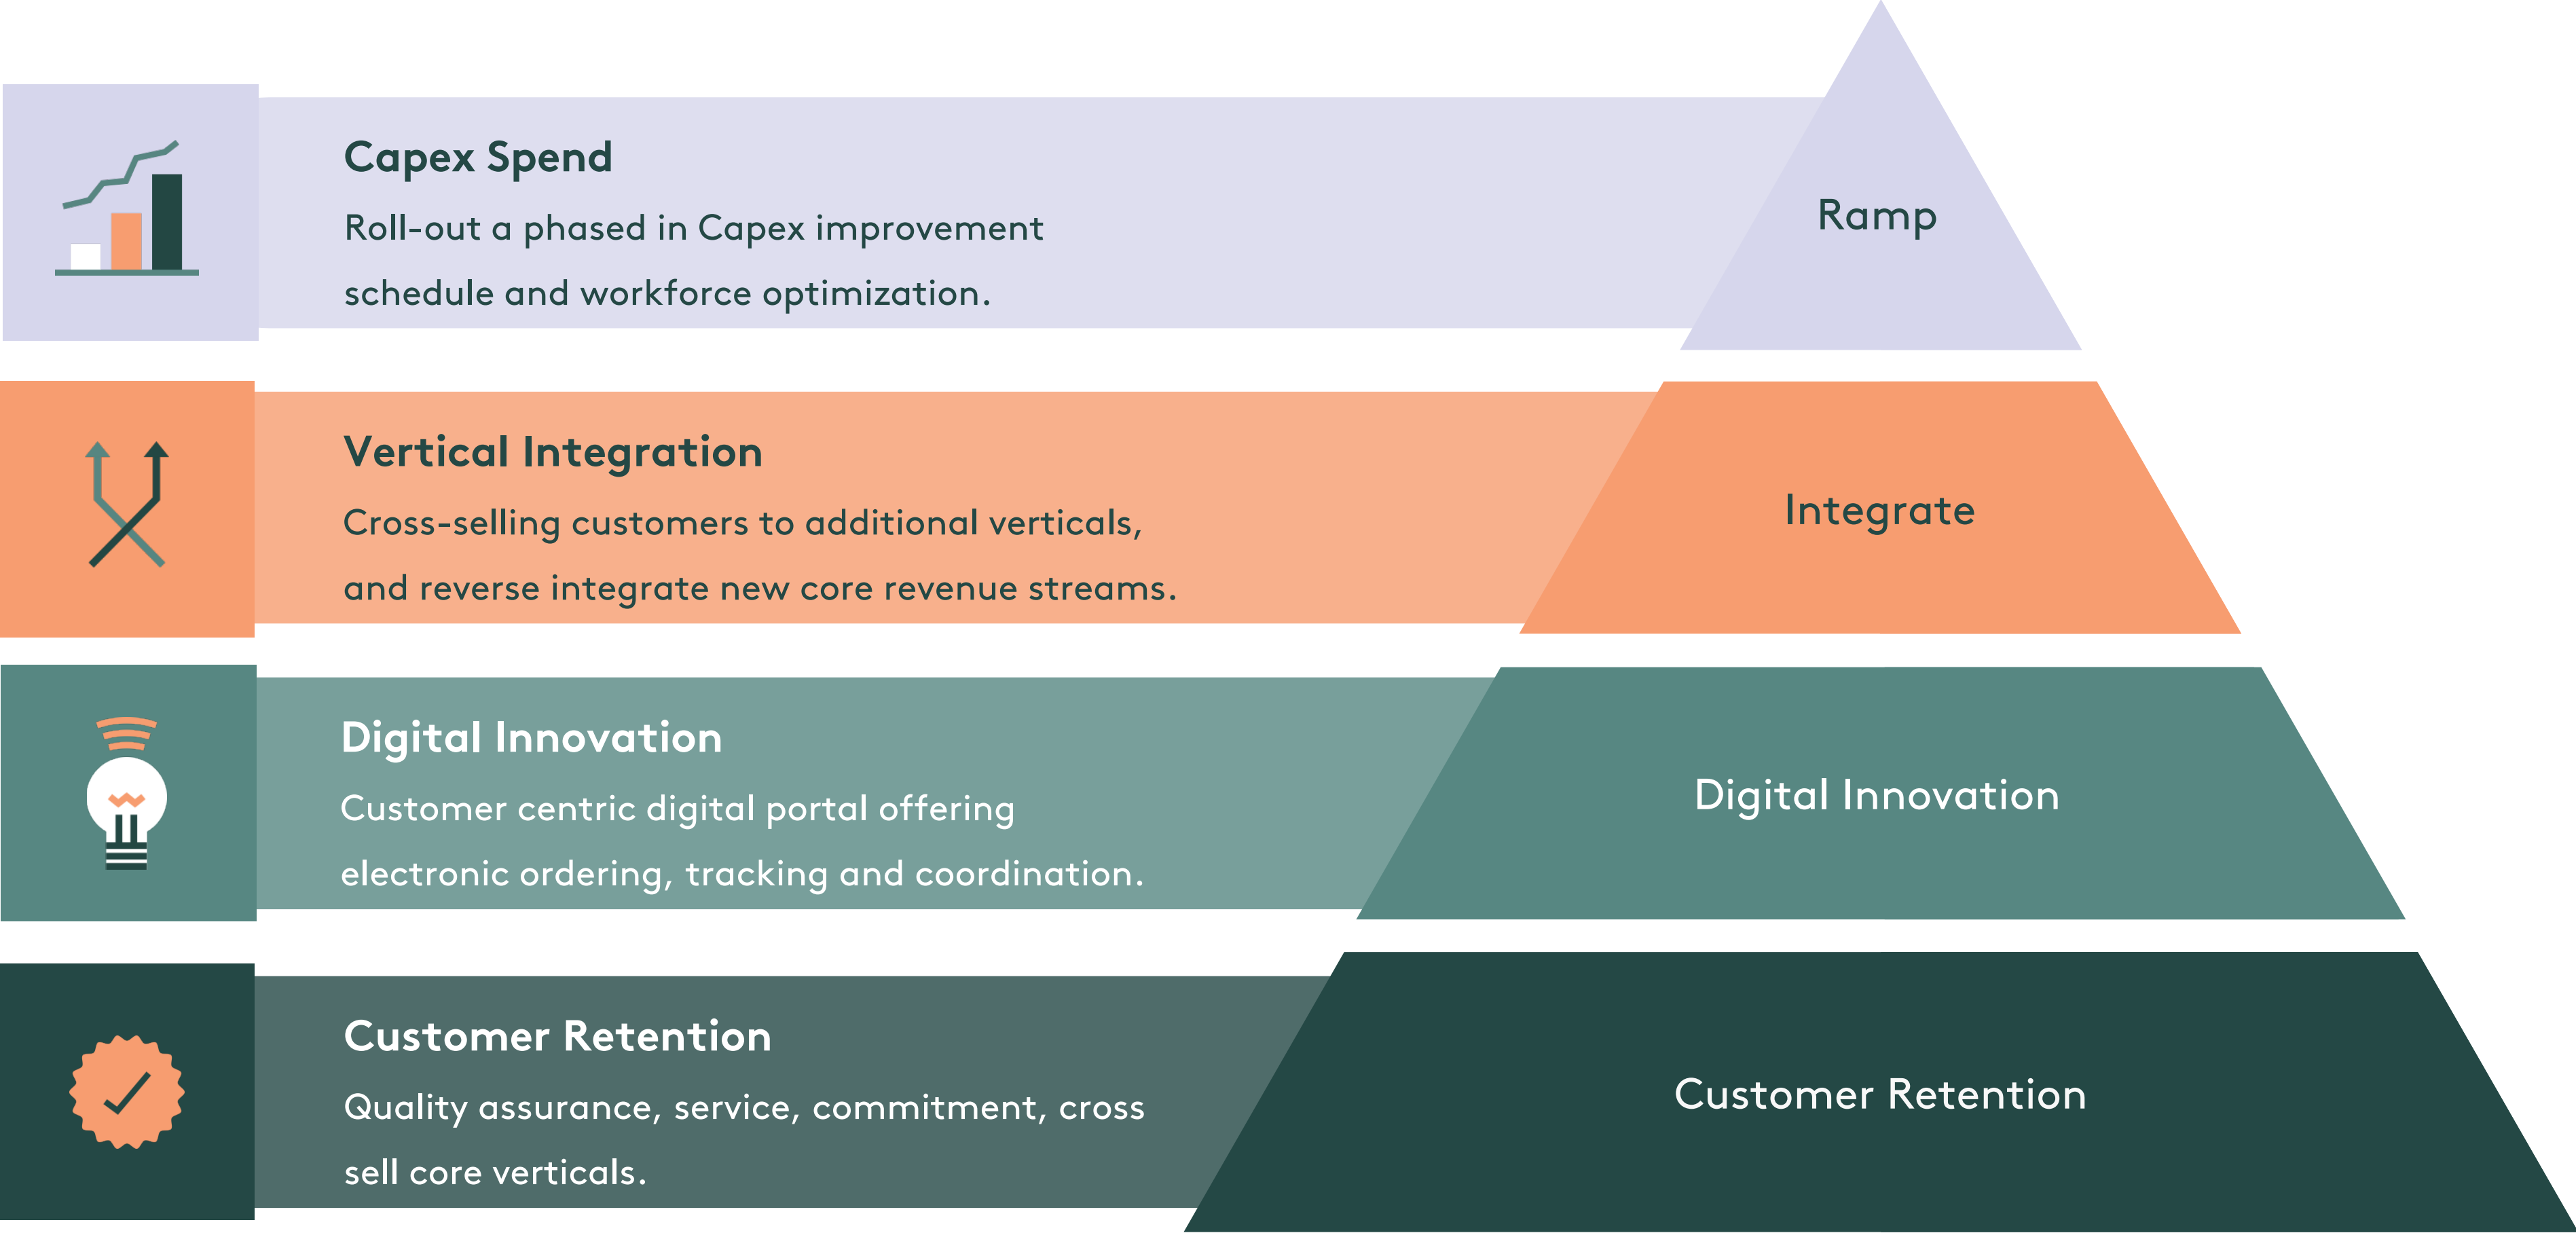 Capex Spend
Roll-out a phased in Capex improvement
schedule and workforce optimization.
Ramp
Vertical Integration
Cross-selling customers to additional verticals,
and reverse integrate new core revenue streams.
Integrate
Digital Innovation
Customer centric digital portal offering
electronic ordering, tracking and coordination.
Digital Innovation
Customer Retention
Quality assurance, service, commitment, cross
sell core verticals.
Customer Retention